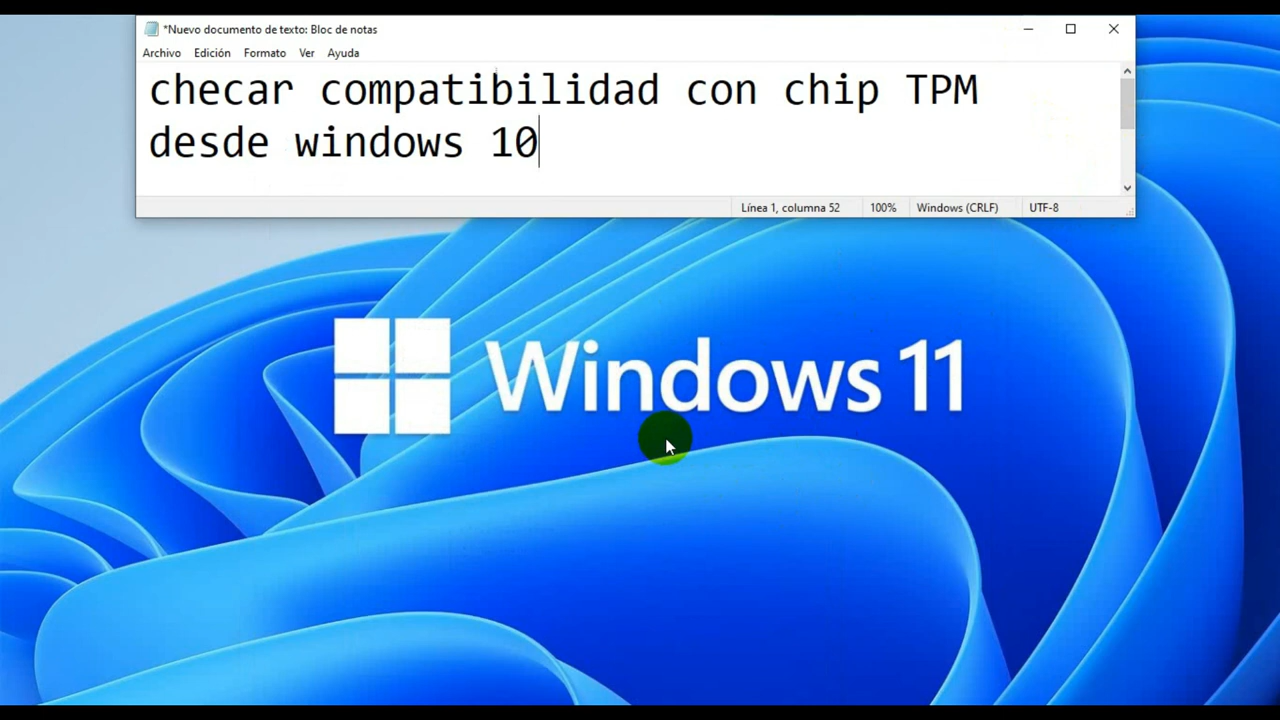 *Nuevo documento de texto: Bloc de notas
Archivo Edición Formato Ver Ayuda
checar compatibilidad con chip TPM
desde windows 10
Línea 1, columna 52 100% Windows (CRLF) UTF-8
Windows 11